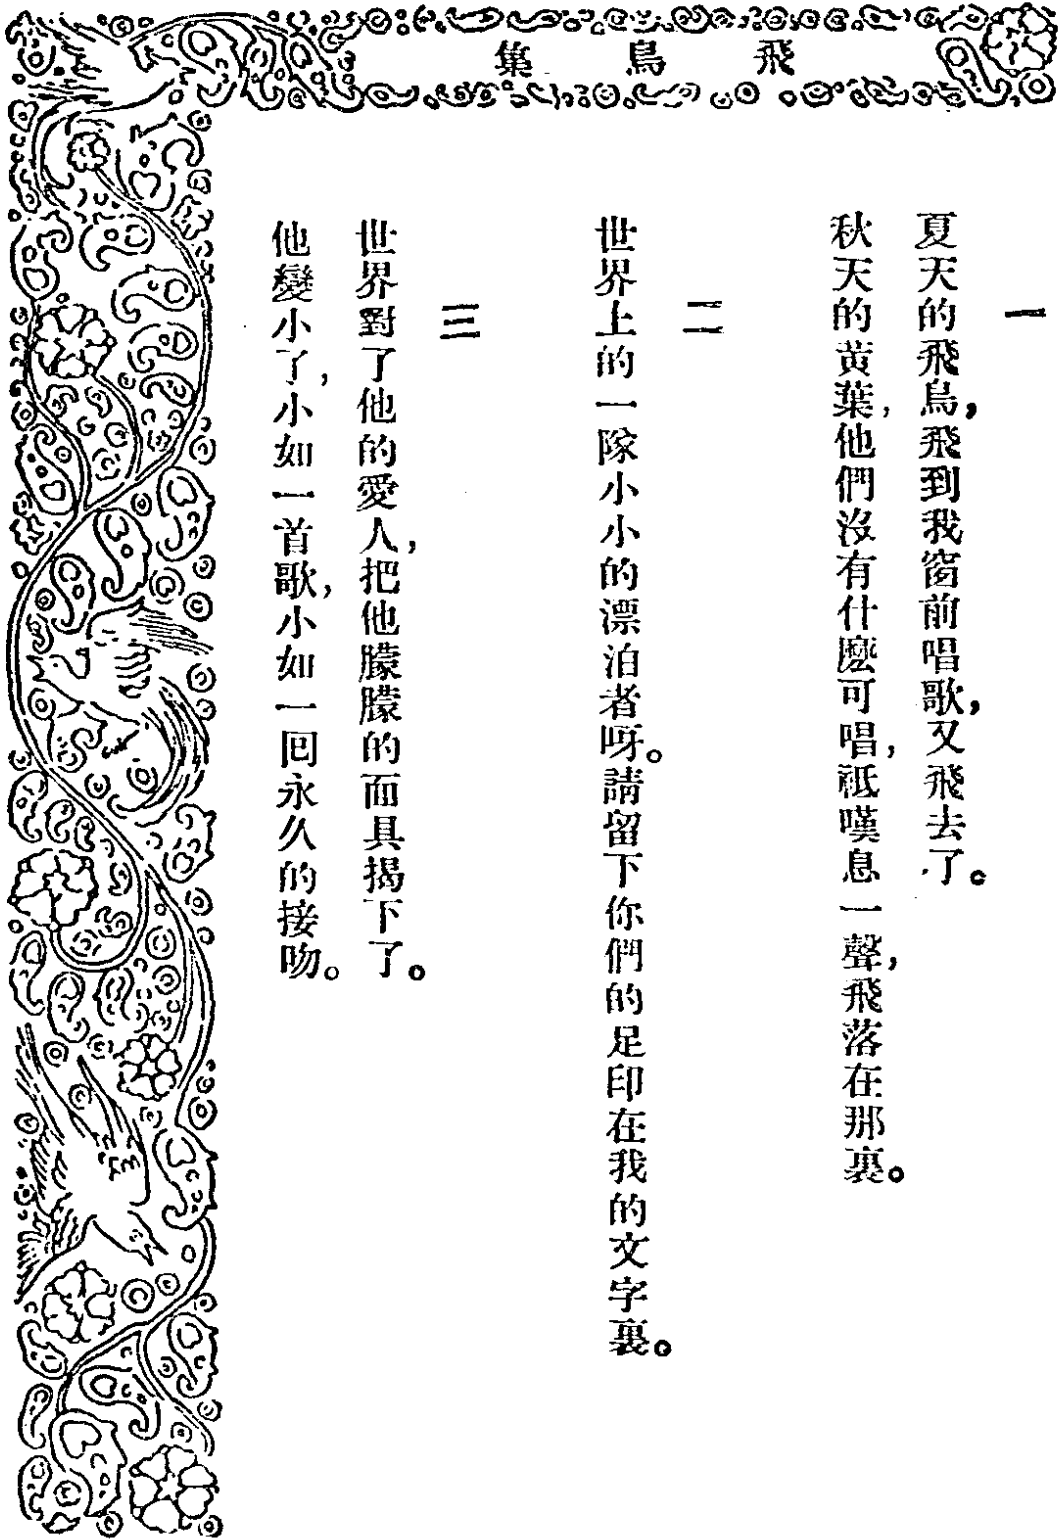 飛鳥集
一
夏天的飛鳥，飛到我窗前唱歌，又飛去了。
秋天的黄葉，他們沒有什麼可唱，祗嘆息一聲，飛落在那裏。
二
世界上的一隊小小的漂泊者呀。請留下你們的足印在我的文字裏。
三
世界對了他的愛人，把他朦朦的面具揭下了。
他變小了，小如一首歌，小如一回永久的接吻。